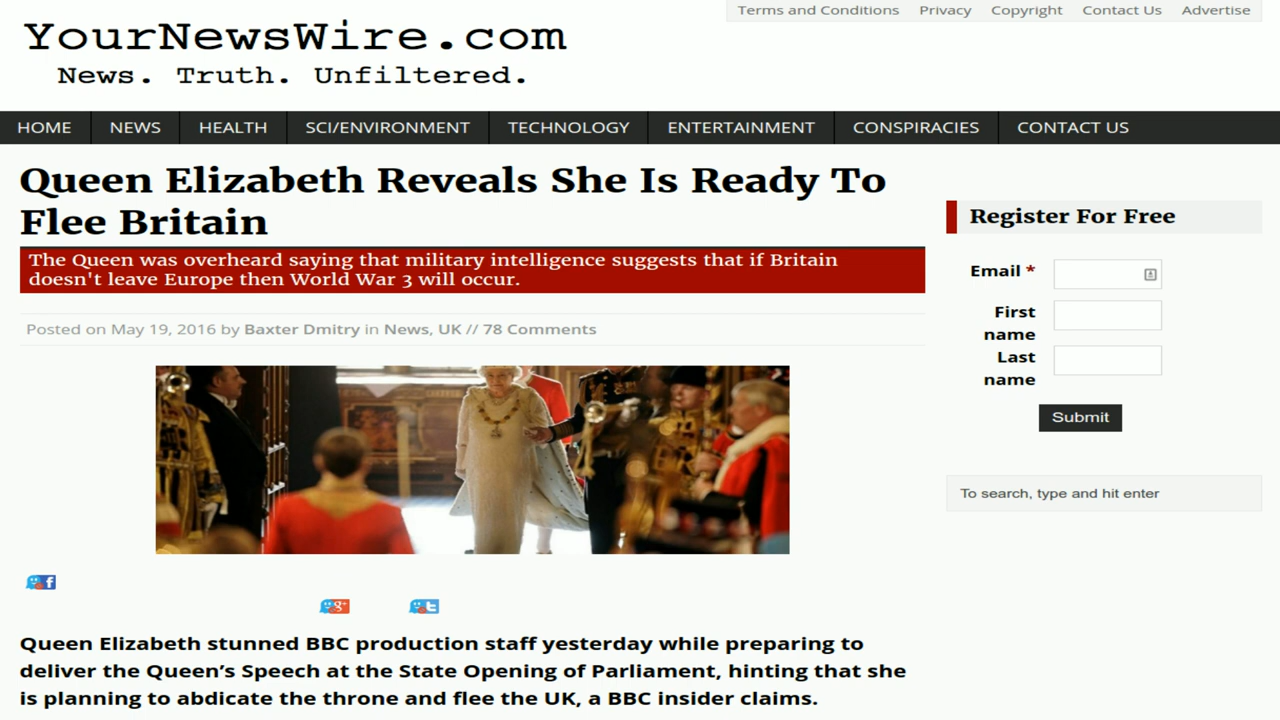 Terms and Conditions Privacy Copyright Contact Us Advertise
YourNewsWire.com
News. Truth. Unfiltered.
HOME NEWS HEALTH SCI/ENVIRONMENT TECHNOLOGY ENTERTAINMENT CONSPIRACIES CONTACT US
Queen Elizabeth Reveals She Is Ready To
Flee Britain
The Queen was overheard saying that military intelligence suggests that if Britain
doesn't leave Europe then World War 3 will occur.
Posted on May 19, 2016 by Baxter Dmitry in News, UK // 78 Comments
Queen Elizabeth stunned BBC production staff yesterday while preparing to
deliver the Queen’s Speech at the State Opening of Parliament, hinting that she
is planning to abdicate the throne and flee the UK, a BBC insider claims.
Register For Free
Email *
First
name
Last
name
Submit
To search, type and hit enter